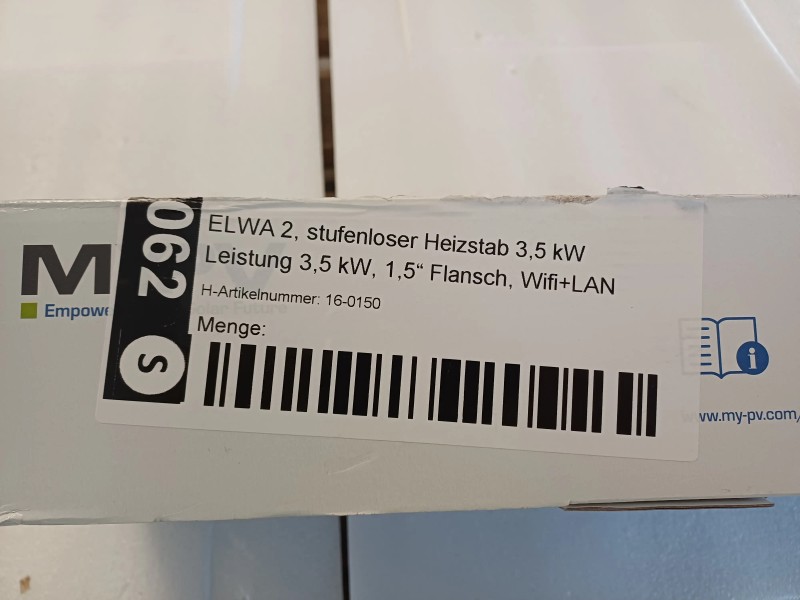 062
S
ELWA 2, stufenloser Heizstab 3,5 kW
Leistung 3,5 kW, 1,5“ Flansch, Wifi+LAN
H-Artikelnummer: 16-0150
Menge:
Future
www.my-pv.com/